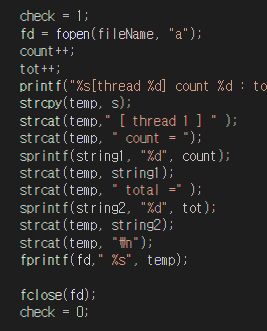 check = 1;
fd = fopen(fileName, "a");
count++;
tot++;
printf("%s[thread %d] count %d : to
strcpy(temp, s);
strcat(temp," [ thread 1 ] " );
strcat(temp, " count = ");
sprintf(string1, "%d", count);
strcat(temp, string1);
strcat(temp, " total =" );
sprintf(string2, "%d", tot);
strcat(temp, string2);
strcat(temp, "₩n");
fprintf(fd," %s", temp);
fclose(fd);
check = 0;